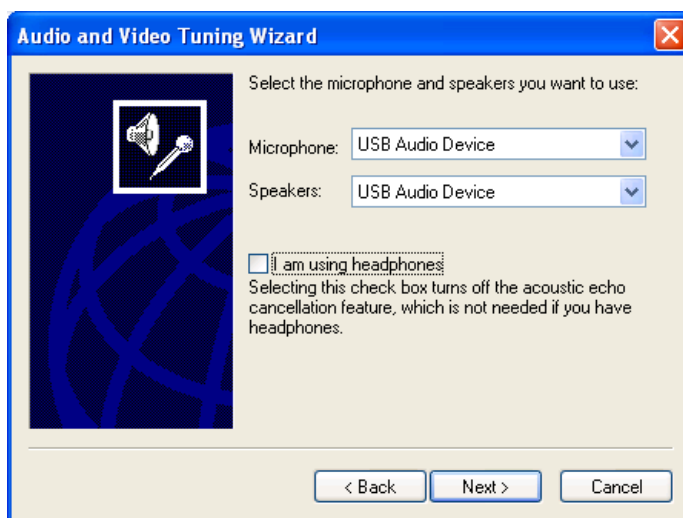 Audio and Video Tuning Wizard
Select the microphone and speakers you want to use:
Microphone: USB Audio Device
Speakers: USB Audio Device
I am using headphones
Selecting this check box turns off the acoustic echo
cancellation feature, which is not needed if you have
headphones.
< Back Next > Cancel